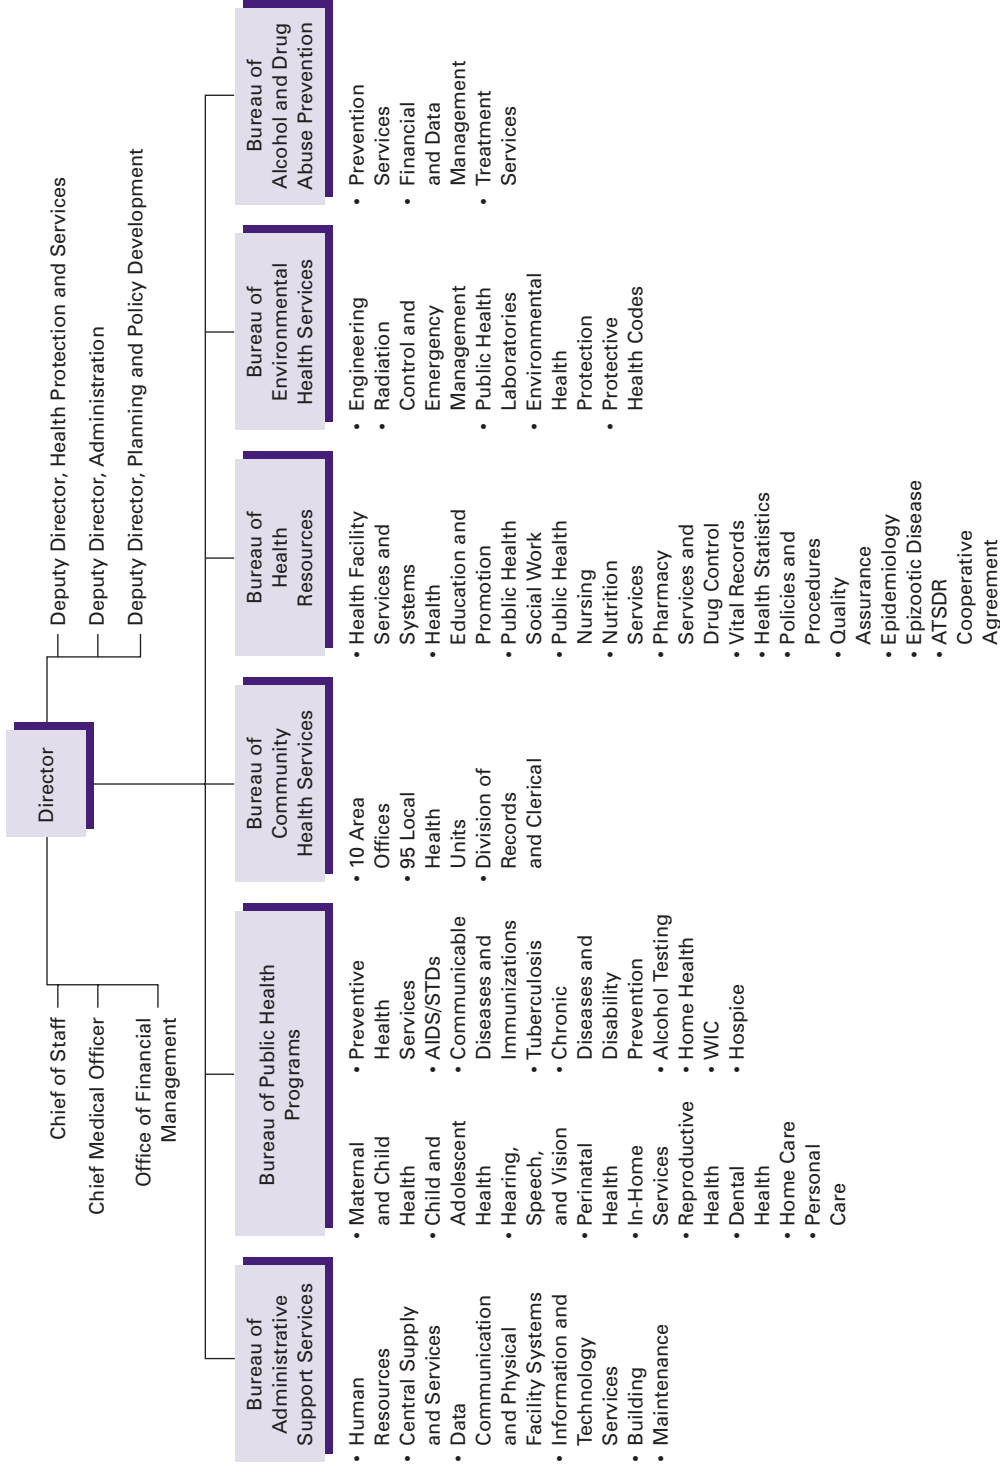 Director
Chief of Staff
Chief Medical Officer
Office of Financial
Management
Deputy Director, Health Protection and Services
Deputy Director, Administration
Deputy Director, Planning and Policy Development
Bureau of
Administrative
Support Services
• Human
Resources
• Central Supply
and Services
• Data
Communication
and Physical
Facility Systems
• Information and
Technology
Services
• Building
• Maintenance
Bureau of Public Health
Programs
• Maternal
and Child
Health
• Child and
Adolescent
Health
• Hearing,
Speech,
and Vision
• Perinatal
Health
• In-Home
Services
• Reproductive
Health
• Dental
Health
• Home Care
• Personal
Care
• Preventive
Health
Services
• AIDS/STDs
• Communicable
Diseases and
Immunizations
• Tuberculosis
• Chronic
Diseases and
Disability
Prevention
• Alcohol Testing
• Home Health
• WIC
• Hospice
Bureau of
Community
Health Services
• 10 Area
Offices
• 95 Local
Health
Units
• Division of
Records
and Clerical
Bureau of
Health
Resources
• Health Facility
Services and
Systems
• Health
Education and
Promotion
• Public Health
Social Work
• Public Health
Nursing
• Nutrition
Services
• Pharmacy
Services and
Drug Control
• Vital Records
• Health Statistics
• Policies and
Procedures
• Quality
Assurance
• Epidemiology
• Epizootic Disease
• ATSDR
Cooperative
Agreement
Bureau of
Environmental
Health Services
• Engineering
• Radiation
Control and
Emergency
Management
• Public Health
Laboratories
• Environmental
Health
Protection
• Protective
Health Codes
Bureau of
Alcohol and Drug
Abuse Prevention
• Prevention
Services
• Financial
and Data
Management
• Treatment
Services